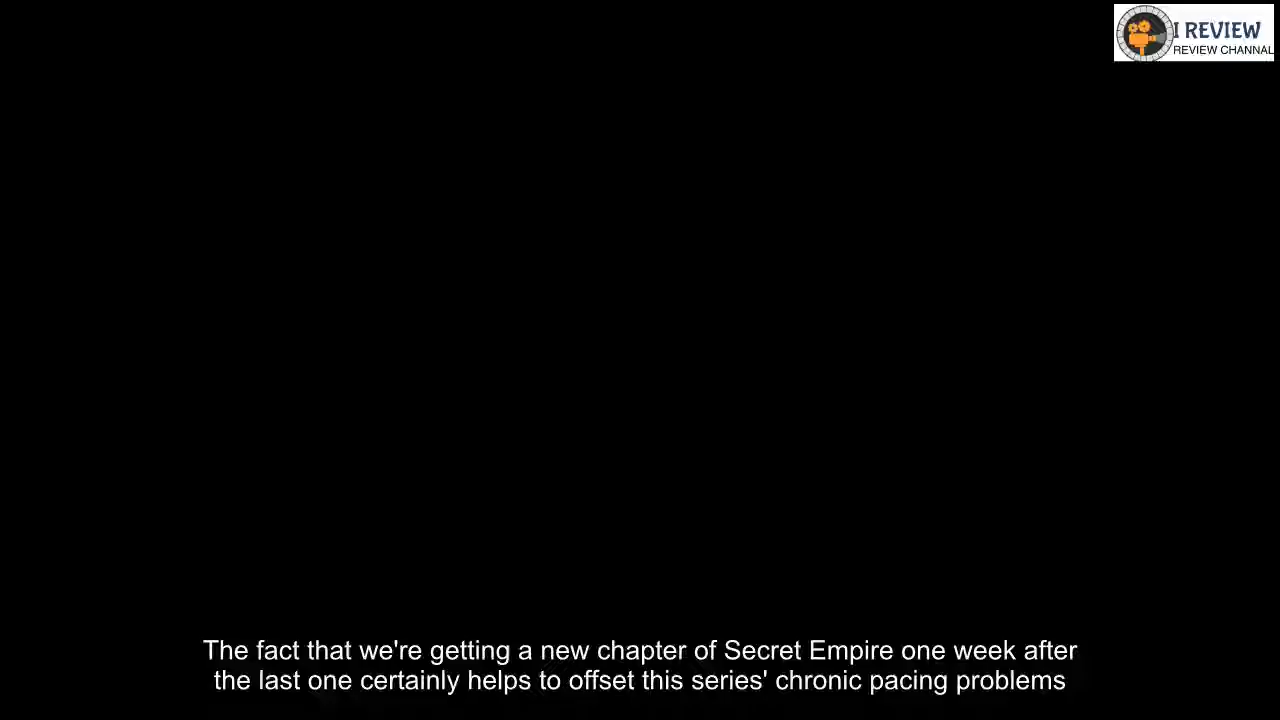 I REVIEW
REVIEW CHANNAL
The fact that we're getting a new chapter of Secret Empire one week after
the last one certainly helps to offset this series' chronic pacing problems